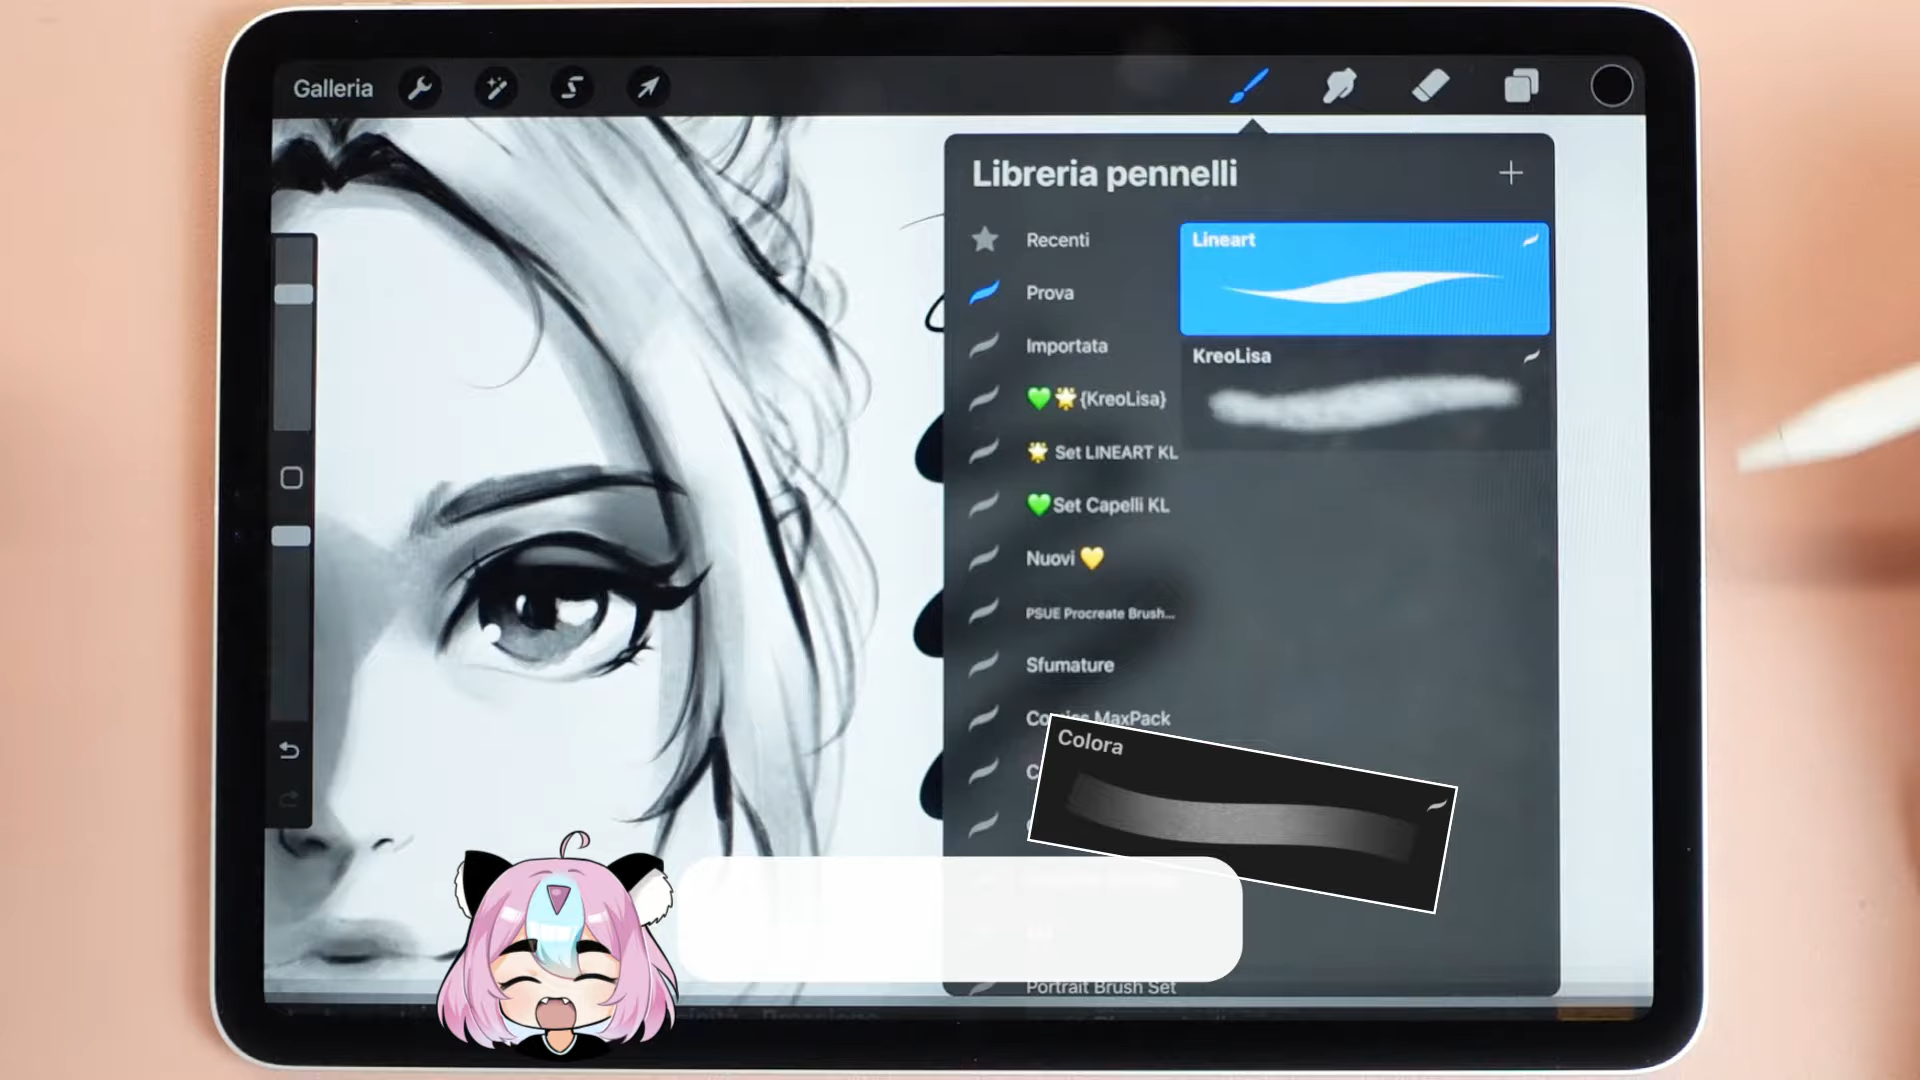 Galleria
Libreria pennelli
Recenti
Prova
Importata
💚🌟{KreoLisa}
🌟 Set LINEART KL
💚Set Capelli KL
Nuovi 💛
PSUE Procreate Brush...
Sfumature
Comics MaxPack
Portrait Brush Set
Lineart
KreoLisa
Colora